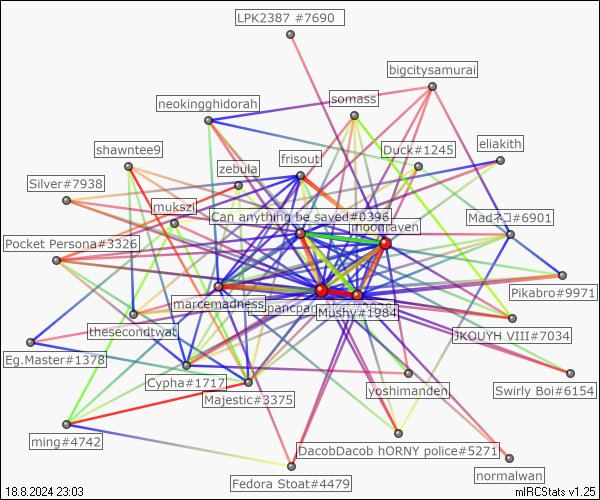 LPK2387 #7690
bigcitysamurai
somass
neokingghidorah
Duck#1245
eliakith
shawntee9
frisout
zebula
Silver#7938
mukszi
Can anything be saved#0396
Madネコ#6901
moonraven
Pocket Persona#3326
Pikabro#9971
marcemadness
Mushy#1984
thesecondtwat
JKOUYH VIII#7034
Eg.Master#1378
Cypha#1717
yoshimanden
Swirly Boi#6154
Majestic#3375
ming#4742
DacobDacob hORNY police#5271
normalwan
Fedora Stoat#4479
18.8.2024 23:03
mIRCStats v1.25